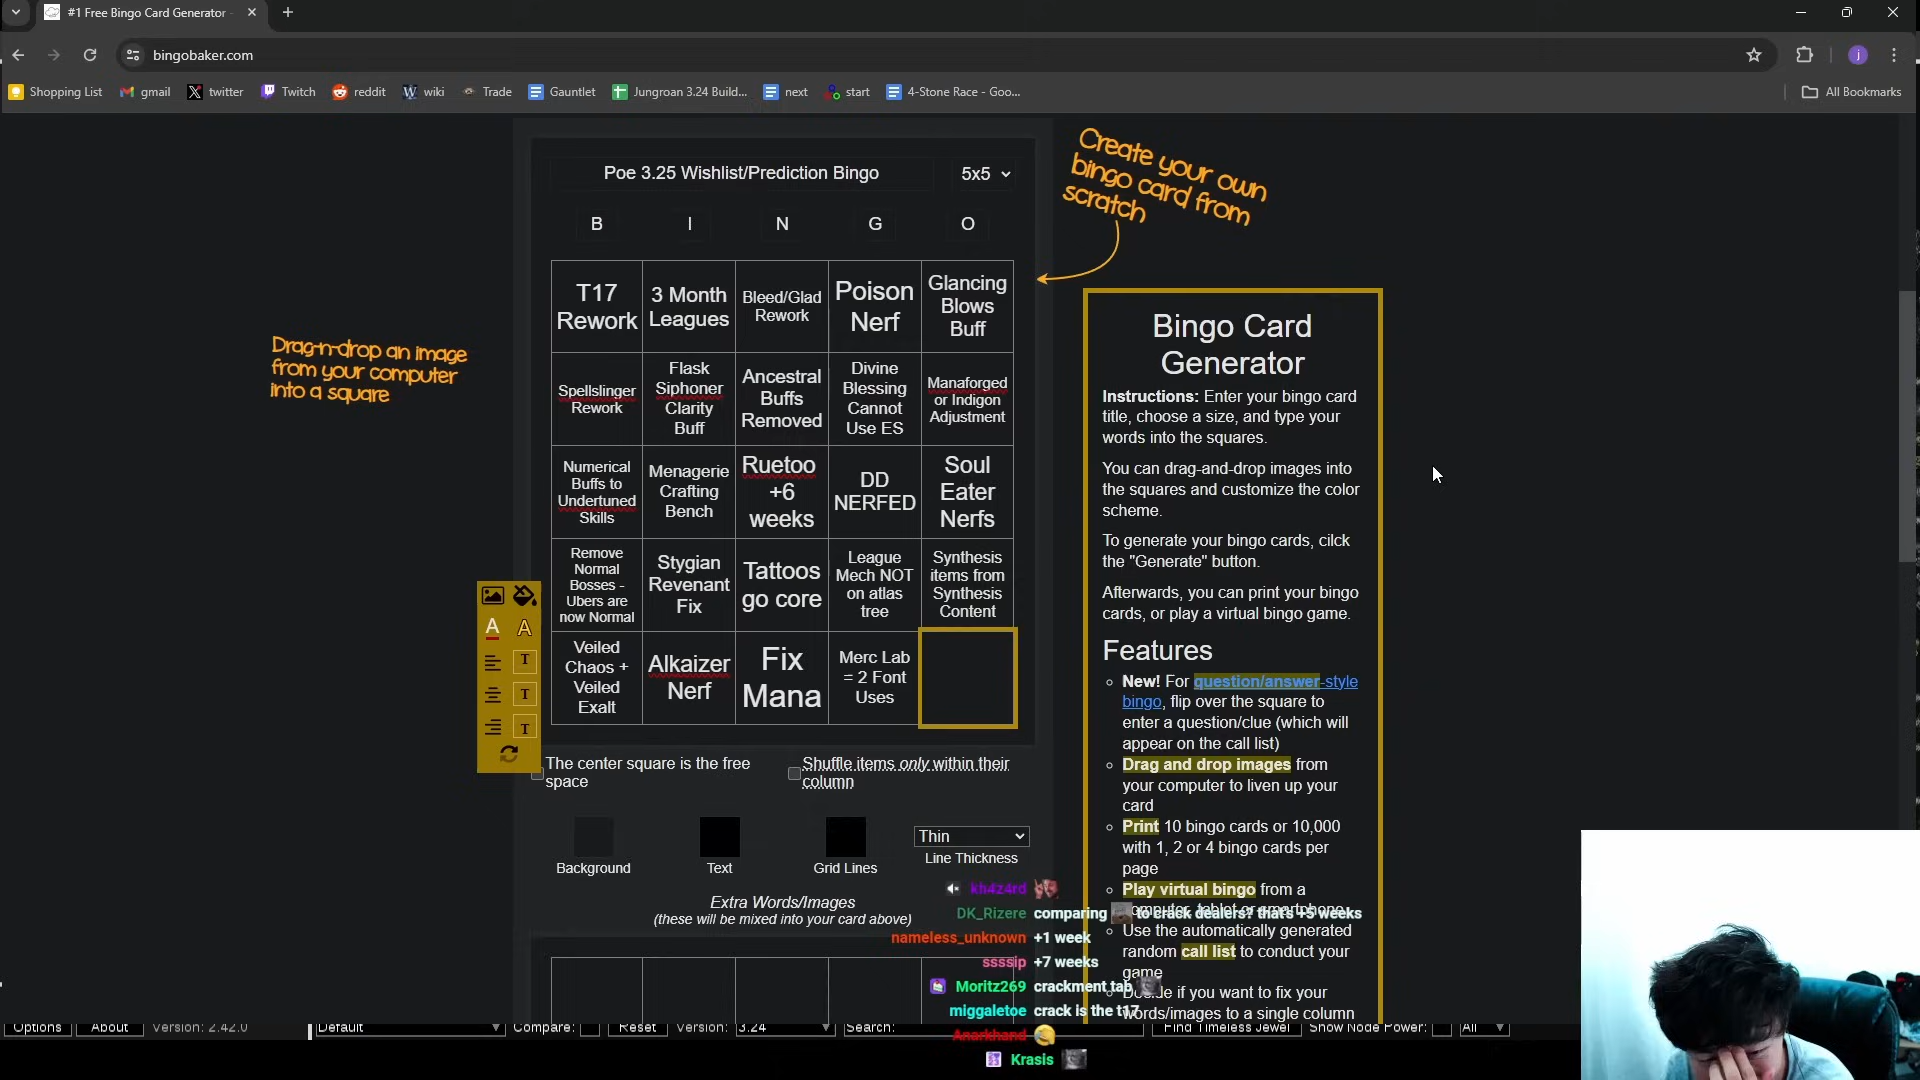 #1 Free Bingo Card Generator
bingobaker.com
Shopping List
gmail
twitter
Twitch
reddit
wiki
Trade
Gauntlet
Jungroan 3.24 Build...
next
start
4-Stone Race - Goo...
All Bookmarks
Poe 3.25 Wishlist/Prediction Bingo
5x5
B I N G O
T17
Rework
3 Month
Leagues
Bleed/Glad
Rework
Poison
Nerf
Glancing
Blows
Buff
Spellslinger
Rework
Flask
Siphoner
Clarity
Buff
Ancestral
Buffs
Removed
Divine
Blessing
Cannot
Use ES
Manaforged
or Indigon
Adjustment
Numerical
Buffs to
Undertuned
Skills
Menagerie
Crafting
Bench
Ruetoo
+6
weeks
DD
NERFED
Soul
Eater
Nerfs
Remove
Normal
Bosses -
Ubers are
now Normal
Stygian
Revenant
Fix
Tattoos
go core
League
Mech NOT
on atlas
tree
Synthesis
items from
Synthesis
Content
Veiled
Chaos +
Veiled
Exalt
Alkaizer
Nerf
Fix
Mana
Merc Lab
= 2 Font
Uses
Drag-n-drop an image
from your computer
into a square
Create your own
bingo card from
scratch
A A
T
T
T
The center square is the free
space
Shuffle items only within their
column
Background
Text
Grid Lines
Thin
Line Thickness
Extra Words/Images
(these will be mixed into your card above)
Bingo Card
Generator
Instructions: Enter your bingo card
title, choose a size, and type your
words into the squares.
You can drag-and-drop images into
the squares and customize the color
scheme.
To generate your bingo cards, cilck
the "Generate" button.
Afterwards, you can print your bingo
cards, or play a virtual bingo game.
Features
New! For question/answer-style
bingo, flip over the square to
enter a question/clue (which will
appear on the call list)
Drag and drop images from
your computer to liven up your
card
Print 10 bingo cards or 10,000
with 1, 2 or 4 bingo cards per
page
Play virtual bingo from a
Use the automatically generated
random call list to conduct your
game
if you want to fix your
words/images to a single column
kh4z4rd
DK_Rizere comparing to crack dealers? that's +5 weeks
nameless_unknown +1 week
ssssip +7 weeks
Moritz269 crackment tab
miggaletoe crack is the t17
Anarkhand
Krasis
Options
About
Version: 2.42.0
Default
Compare:
Reset
Version:
3.24
Search:
Find Timeless Jewel
Show Node Power:
All
j